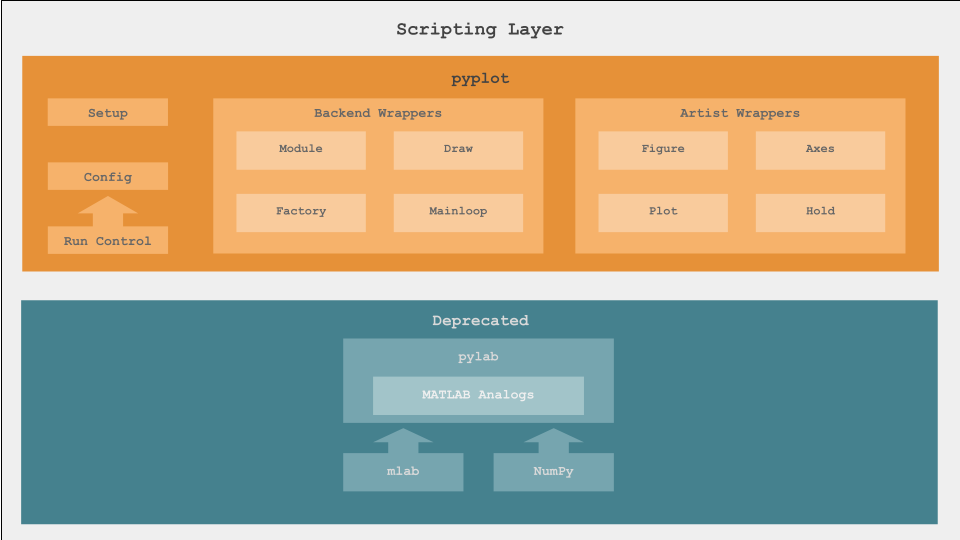 Scripting Layer
pyplot
Setup
Config
Run Control
Backend Wrappers
Module
Draw
Factory
Mainloop
Artist Wrappers
Figure
Axes
Plot
Hold
Deprecated
pylab
MATLAB Analogs
mlab
NumPy